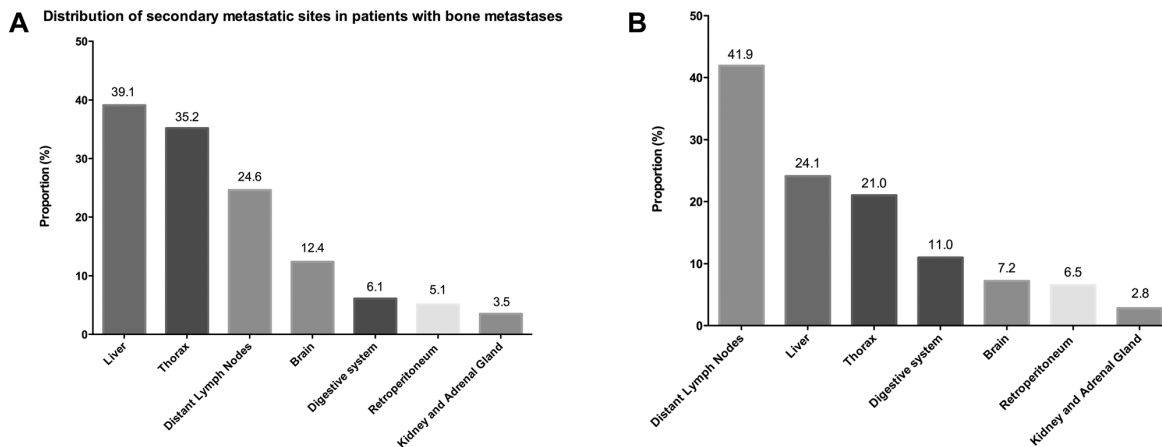 Distribution of secondary metastatic sites in patients with bone metastases
A
Proportion (%)
50
40
30
20
10
0
39.1
35.2
24.6
12.4
6.1
5.1
3.5
Liver
Thorax
Distant Lymph Nodes
Brain
Digestive system
Retroperitoneum
Kidney and Adrenal Gland
B
Proportion (%)
50
40
30
20
10
0
41.9
24.1
21.0
11.0
7.2
6.5
2.8
Distant Lymph Nodes
Liver
Thorax
Digestive system
Brain
Retroperitoneum
Kidney and Adrenal Gland